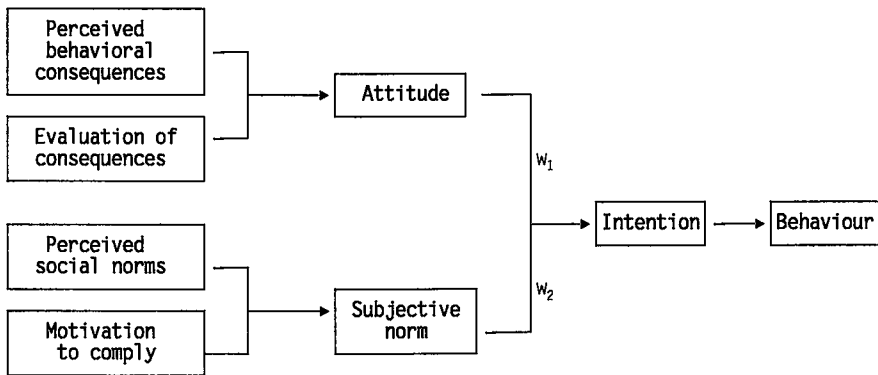 Perceived
behavioral
consequences
Attitude
Evaluation of
consequences
W1
Intention
Behaviour
Perceived
social norms
W2
Subjective
norm
Motivation
to comply